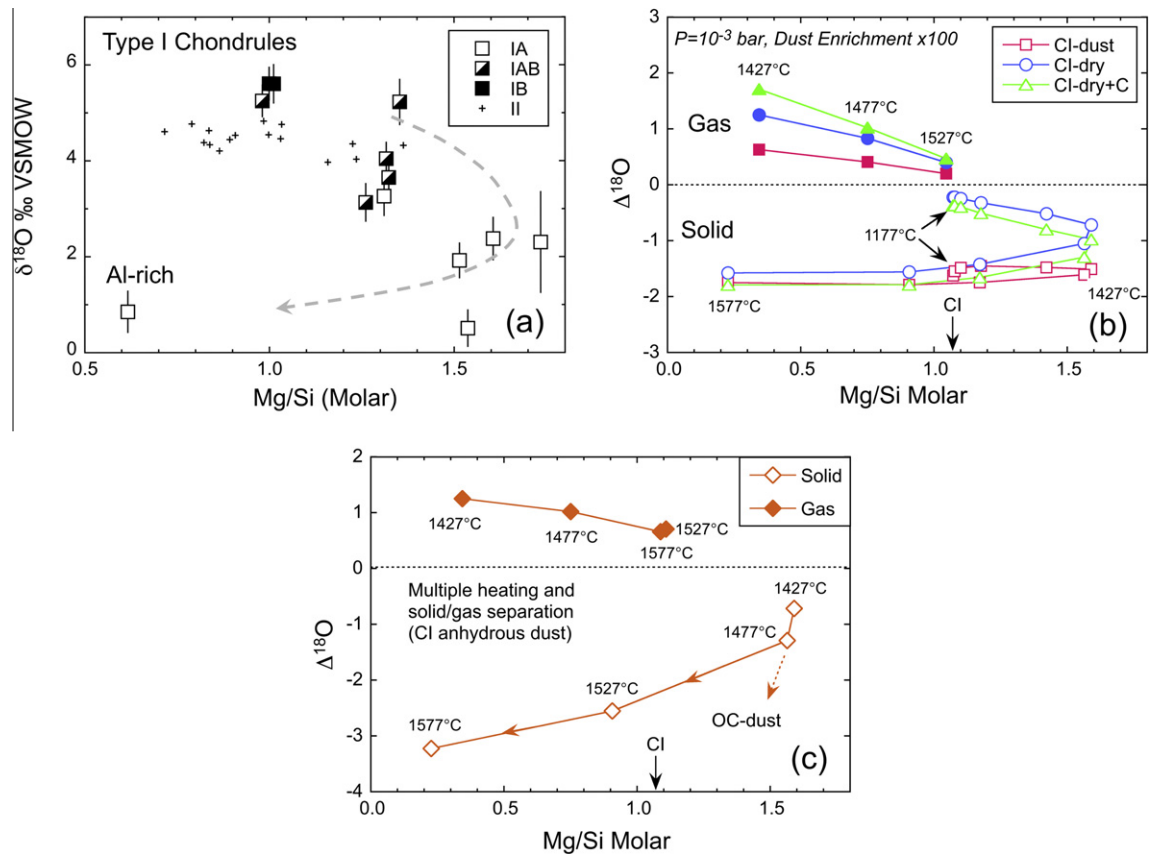 Type I Chondrules
IA
IAB
IB
II
6
4
2
0
δ18O ‰ VSMOW
Al-rich
(a)
0.5
1.0
1.5
Mg/Si (Molar)
P=10-3 bar, Dust Enrichment x100
CI-dust
CI-dry
CI-dry+C
3
2
1
0
-1
-2
-3
Δ18O
1427°C
1477°C
1527°C
Gas
Solid
1177°C
1577°C
1427°C
CI
(b)
0.0
0.5
1.0
1.5
Mg/Si Molar
Solid
Gas
2
1
0
-1
-2
-3
-4
Δ18O
1427°C
1477°C
1527°C
1577°C
Multiple heating and
solid/gas separation
(CI anhydrous dust)
1427°C
1477°C
1527°C
OC-dust
1577°C
CI
(c)
0.0
0.5
1.0
1.5
Mg/Si Molar